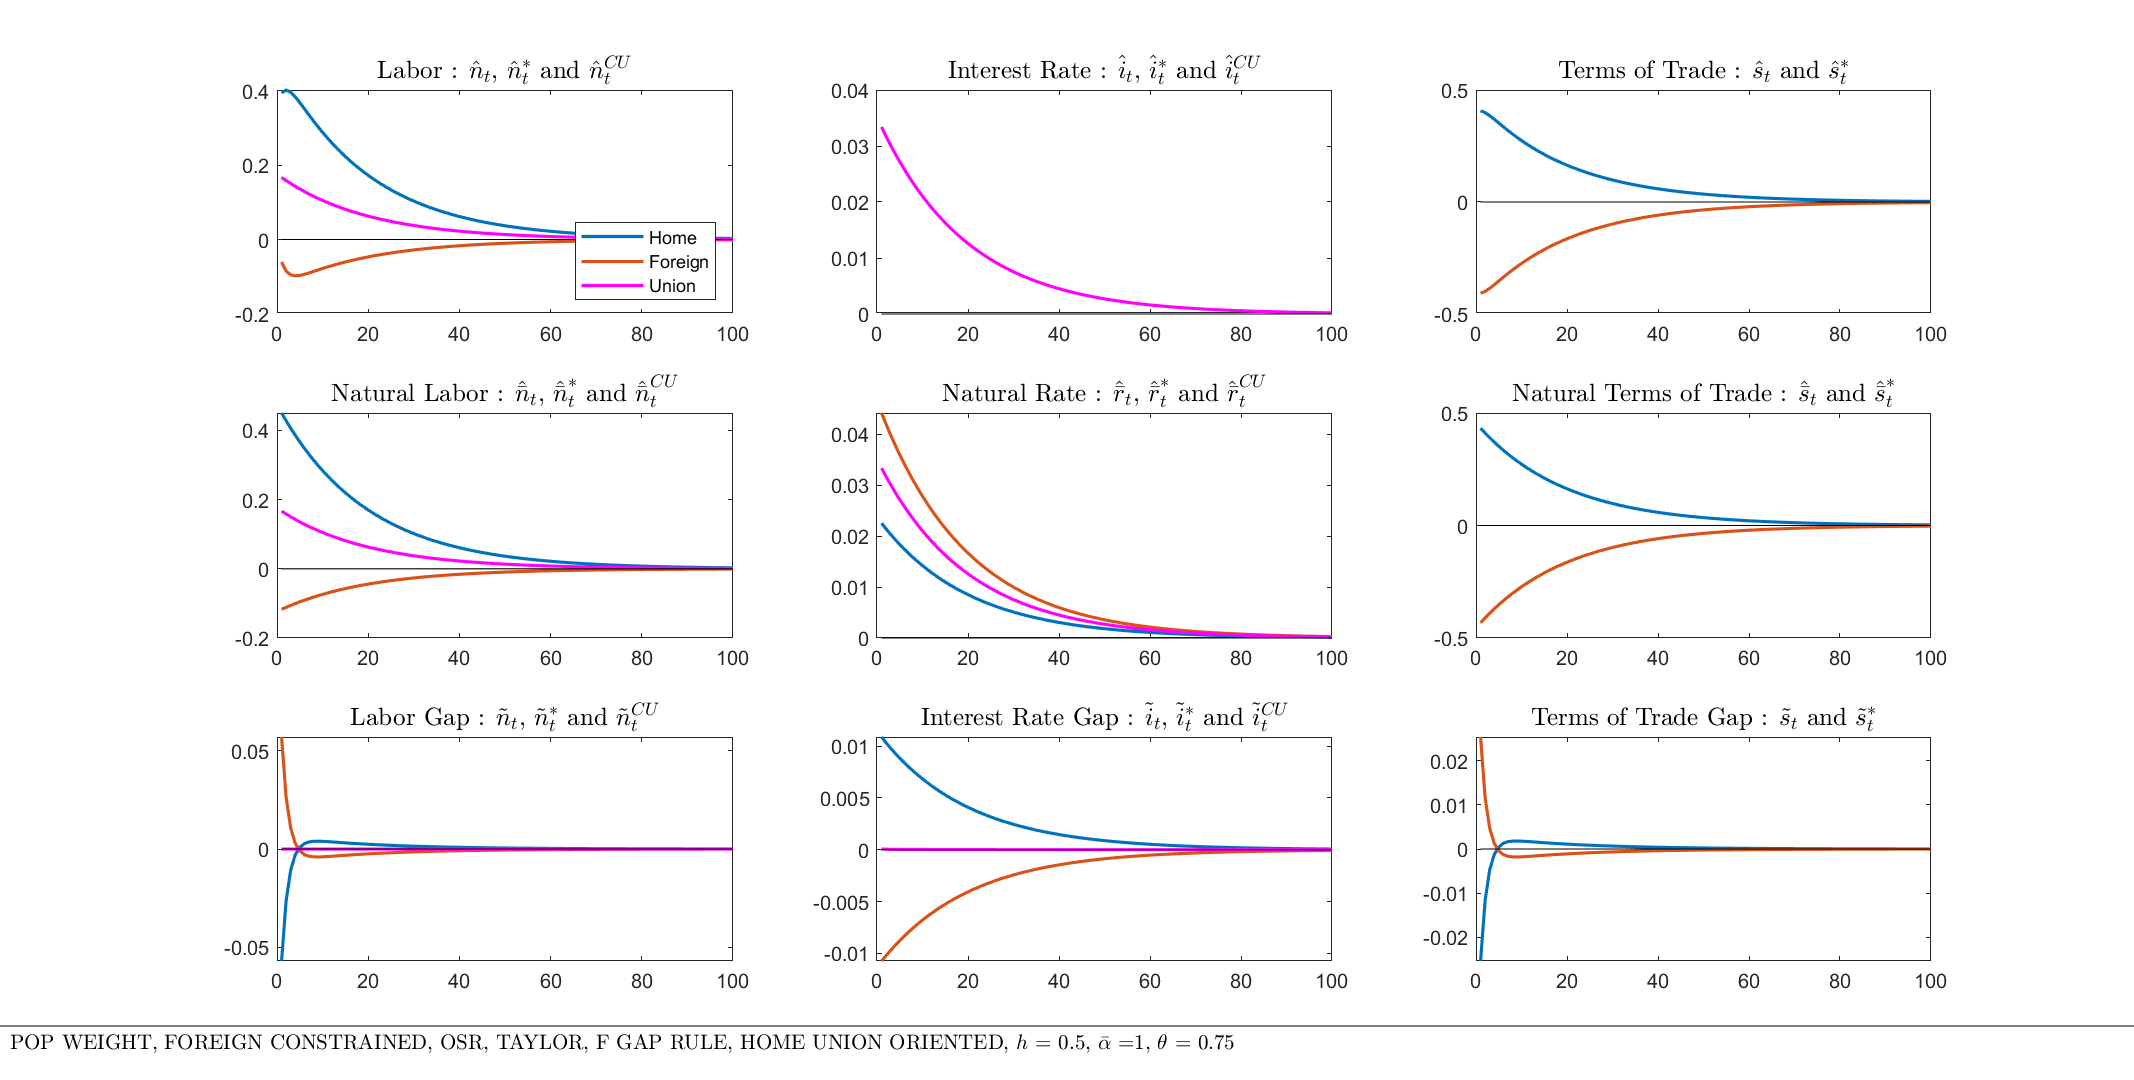 Labor : n̂ₜ, n̂ₜ* and n̂ₜᶜᵁ
0.4
0.2
0
-0.2
0 20 40 60 80 100
Home
Foreign
Union
Interest Rate : îₜ, îₜ* and îₜᶜᵁ
0.04
0.03
0.02
0.01
0
0 20 40 60 80 100
Terms of Trade : ŝₜ and ŝₜ*
0.5
0
-0.5
0 20 40 60 80 100
Natural Labor : n̄̂ₜ, n̄̂ₜ* and n̄̂ₜᶜᵁ
0.4
0.2
0
-0.2
0 20 40 60 80 100
Natural Rate : r̄̂ₜ, r̄̂ₜ* and r̄̂ₜᶜᵁ
0.04
0.03
0.02
0.01
0
0 20 40 60 80 100
Natural Terms of Trade : s̄̂ₜ and s̄̂ₜ*
0.5
0
-0.5
0 20 40 60 80 100
Labor Gap : ñₜ, ñₜ* and ñₜᶜᵁ
0.05
0
-0.05
0 20 40 60 80 100
Interest Rate Gap : ĩₜ, ĩₜ* and ĩₜᶜᵁ
0.01
0.005
0
-0.005
-0.01
0 20 40 60 80 100
Terms of Trade Gap : s̃ₜ and s̃ₜ*
0.02
0.01
0
-0.01
-0.02
0 20 40 60 80 100
POP WEIGHT, FOREIGN CONSTRAINED, OSR, TAYLOR, F GAP RULE, HOME UNION ORIENTED, h = 0.5, ᾱ =1, θ = 0.75